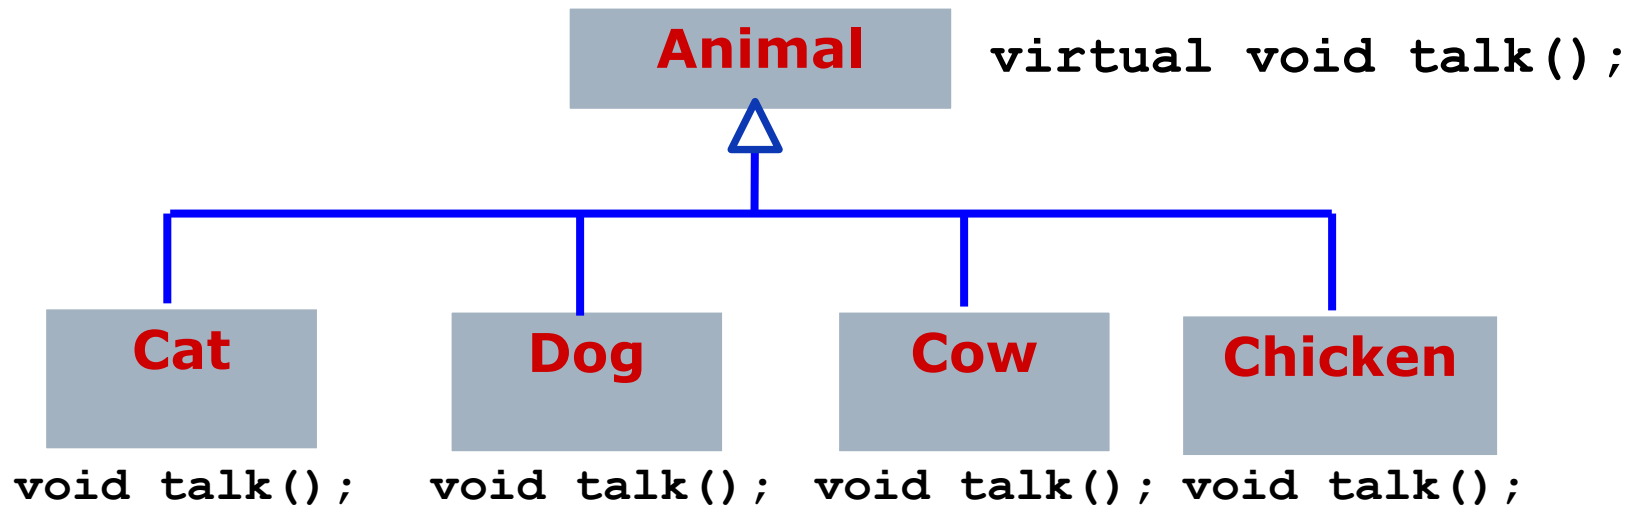 Animal virtual void talk();
Cat Dog Cow Chicken
void talk(); void talk(); void talk(); void talk();